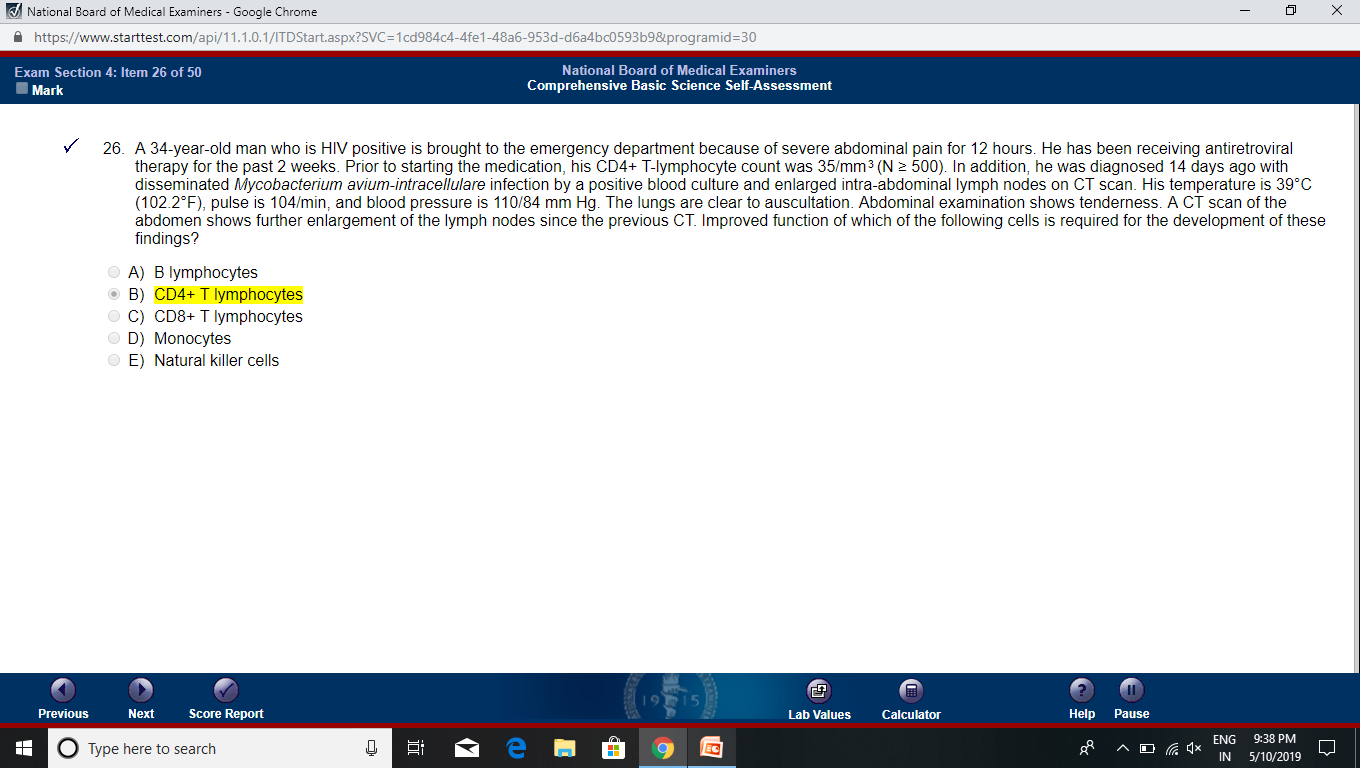 National Board of Medical Examiners - Google Chrome
https://www.starttest.com/api/11.1.0.1/ITDStart.aspx?SVC=1cd984c4-4fe1-48a6-953d-d6a4bc0593b9&programid=30
Exam Section 4: Item 26 of 50
National Board of Medical Examiners
Mark
Comprehensive Basic Science Self-Assessment
26. A 34-year-old man who is HIV positive is brought to the emergency department because of severe abdominal pain for 12 hours. He has been receiving antiretroviral
therapy for the past 2 weeks. Prior to starting the medication, his CD4+ T-lymphocyte count was 35/mm³ (N ≥ 500). In addition, he was diagnosed 14 days ago with
disseminated Mycobacterium avium-intracellulare infection by a positive blood culture and enlarged intra-abdominal lymph nodes on CT scan. His temperature is 39°C
(102.2°F), pulse is 104/min, and blood pressure is 110/84 mm Hg. The lungs are clear to auscultation. Abdominal examination shows tenderness. A CT scan of the
abdomen shows further enlargement of the lymph nodes since the previous CT. Improved function of which of the following cells is required for the development of these
findings?
A) B lymphocytes
B) CD4+ T lymphocytes
C) CD8+ T lymphocytes
D) Monocytes
E) Natural killer cells
1915
Previous
Next
Score Report
Lab Values
Calculator
Help
Pause
Type here to search
ENG
IN
9:38 PM
5/10/2019